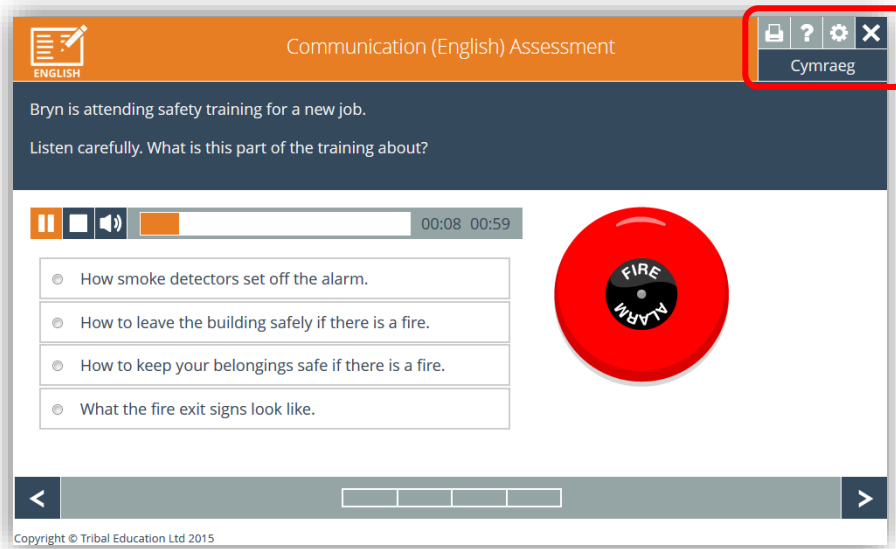 ENGLISH
Communication (English) Assessment
?
Cymraeg
Bryn is attending safety training for a new job.
Listen carefully. What is this part of the training about?
00:08 00:59
How smoke detectors set off the alarm.
How to leave the building safely if there is a fire.
How to keep your belongings safe if there is a fire.
What the fire exit signs look like.
FIRE
ALARM
Copyright © Tribal Education Ltd 2015